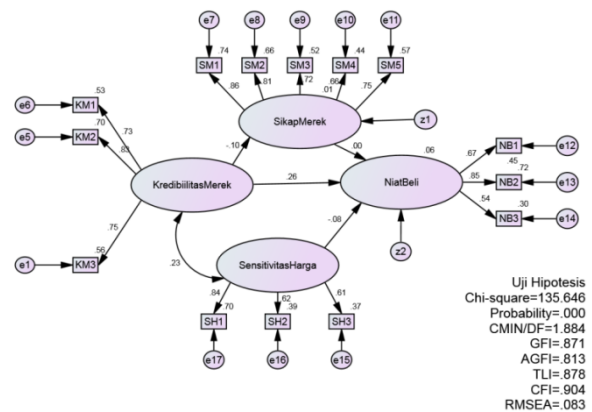 e7 e8 e9 e10 e11
.74 .66 .52 .44 .57
SM1 SM2 SM3 SM4 SM5
.86 .81 .72 .01 .66 .75
SikapMerek
z1
e6 KM1 .53
e5 KM2 .70
.73
.83
-.10
.00
KredibiilitasMerek
.26
.06
NiatBeli
.67 NB1 e12
.45
.85 NB2 .72 e13
.54 NB3 .30 e14
.75
.56
e1 KM3
.23
-.08
z2
SensitivitasHarga
.84 .70 .62 .39 .61 .37
SH1 SH2 SH3
e17 e16 e15
Uji Hipotesis
Chi-square=135.646
Probability=.000
CMIN/DF=1.884
GFI=.871
AGFI=.813
TLI=.878
CFI=.904
RMSEA=.083